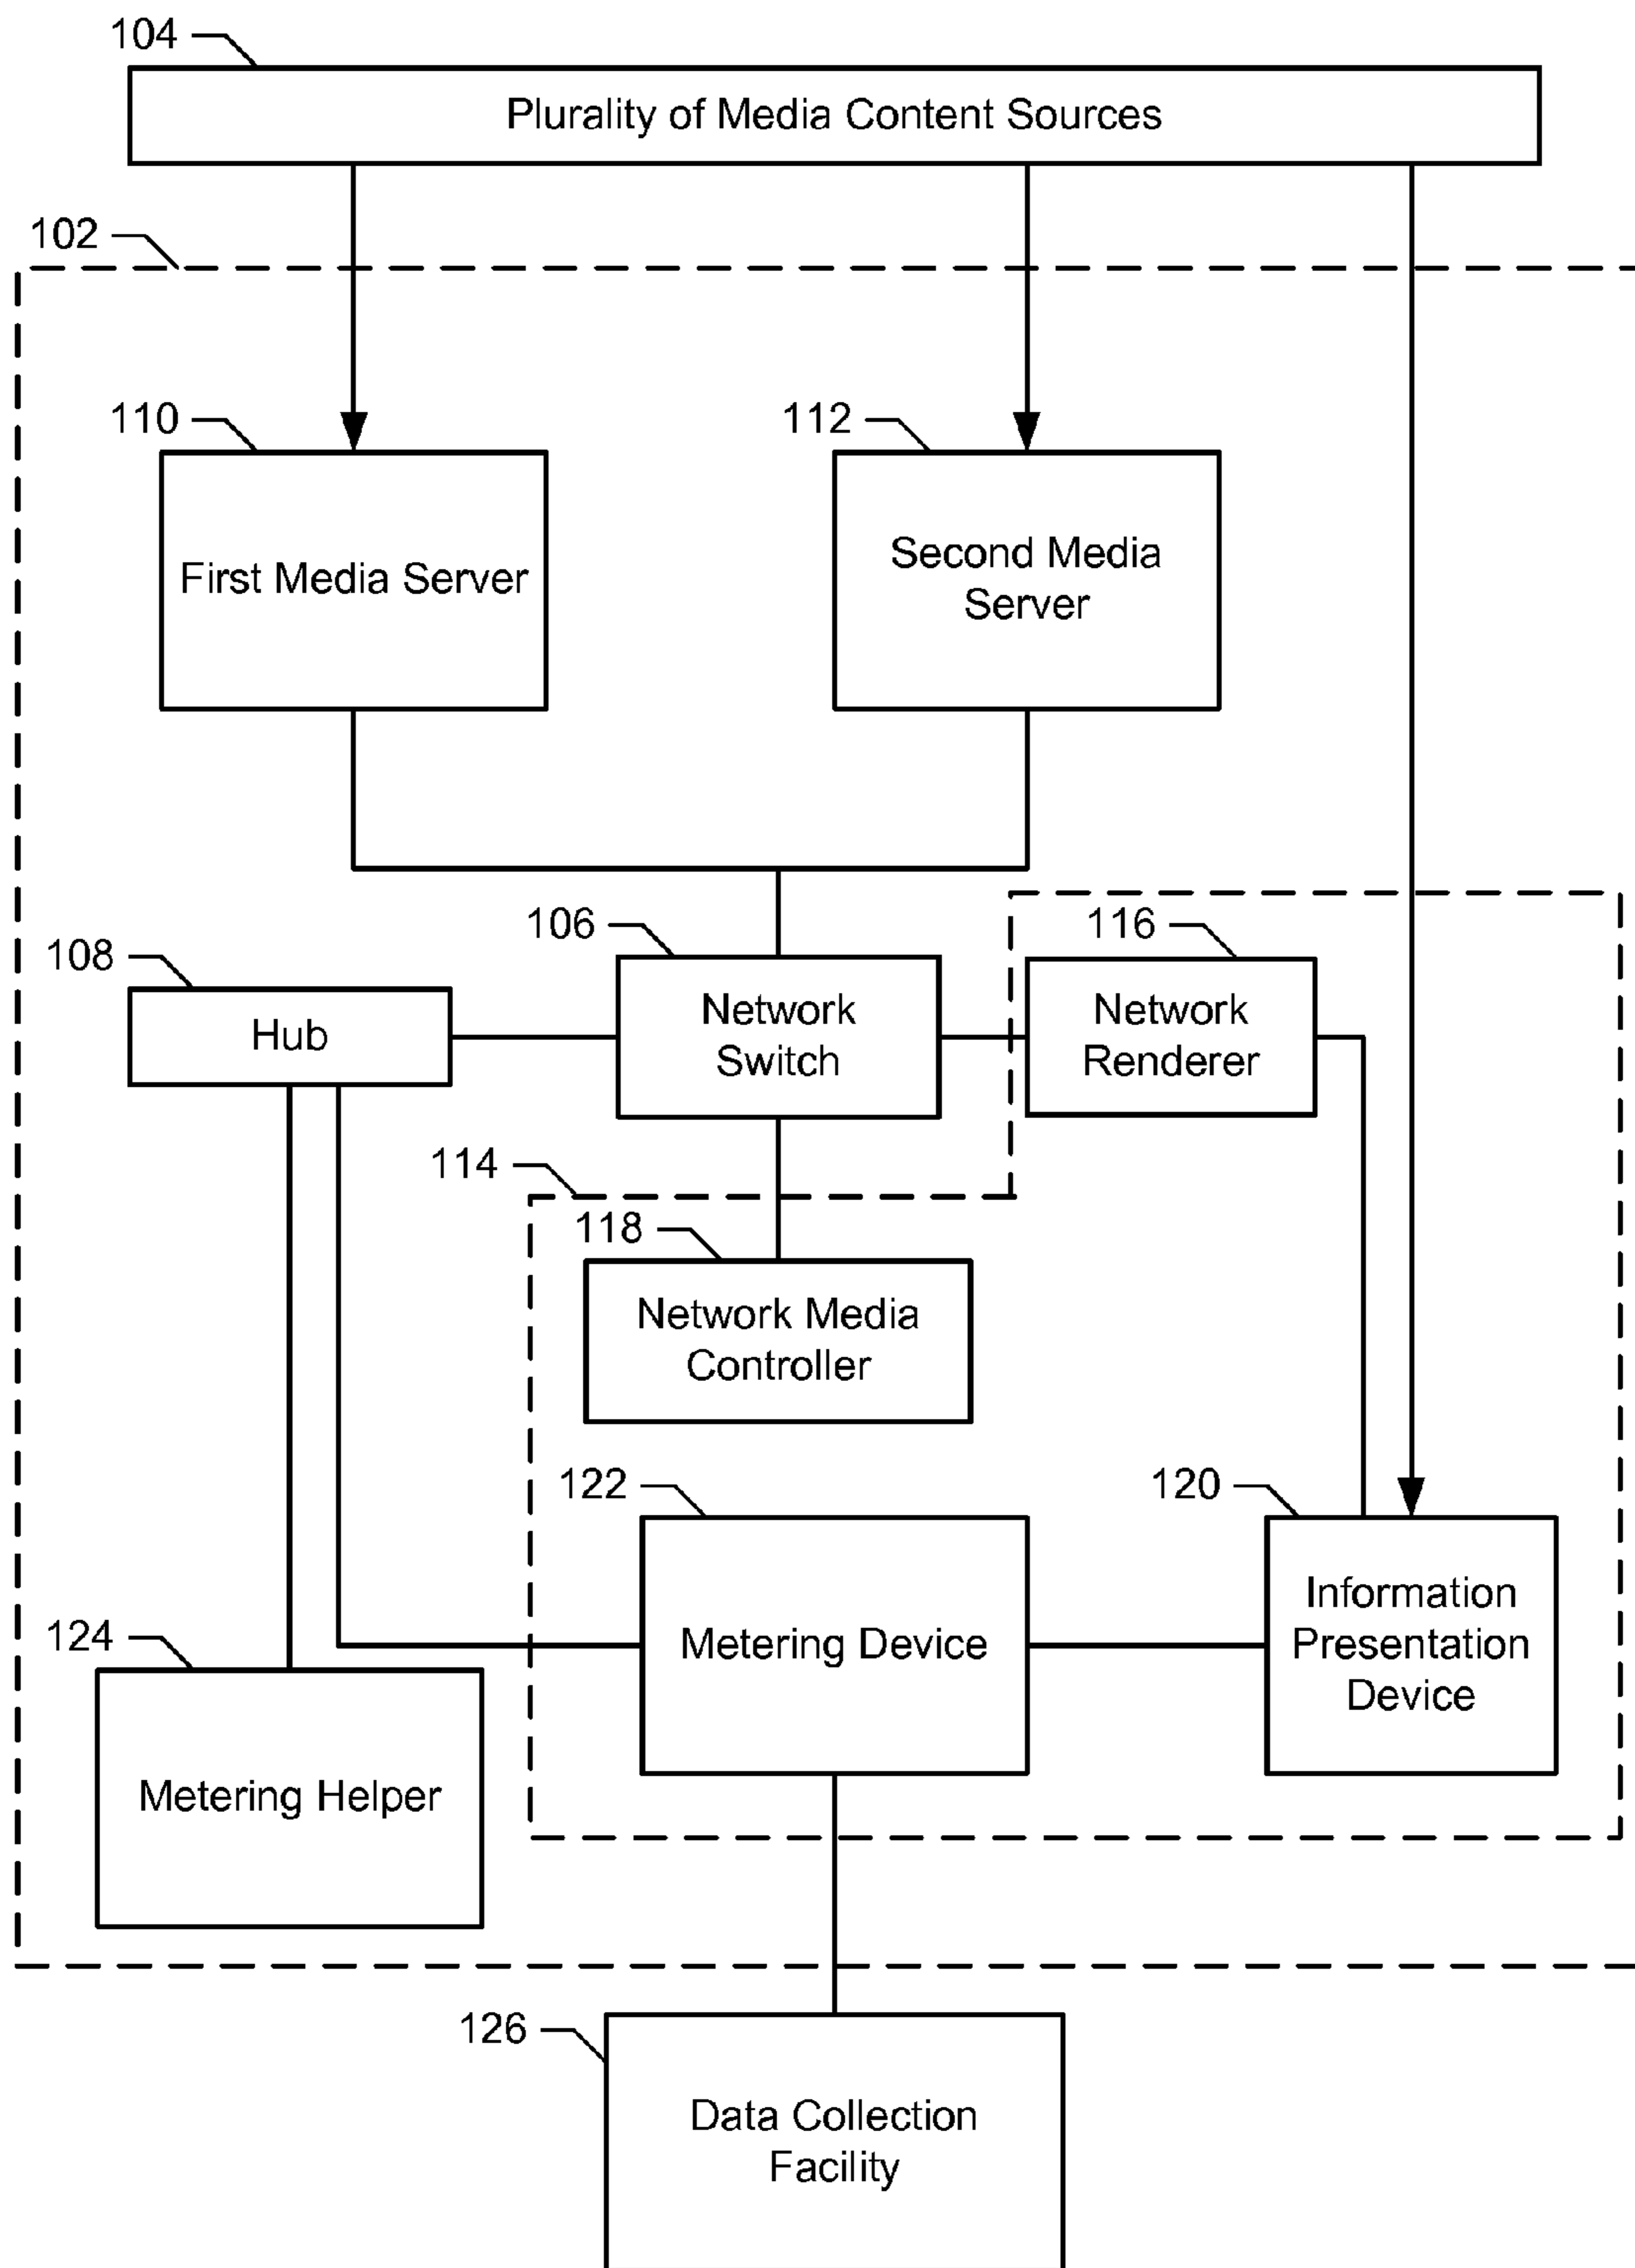 104
Plurality of Media Content Sources
102
110
112
First Media Server
Second Media
Server
106
116
108
Hub
Network
Switch
Network
Renderer
114
118
Network Media
Controller
122
120
Metering Device
Information
Presentation
Device
124
Metering Helper
126
Data Collection
Facility